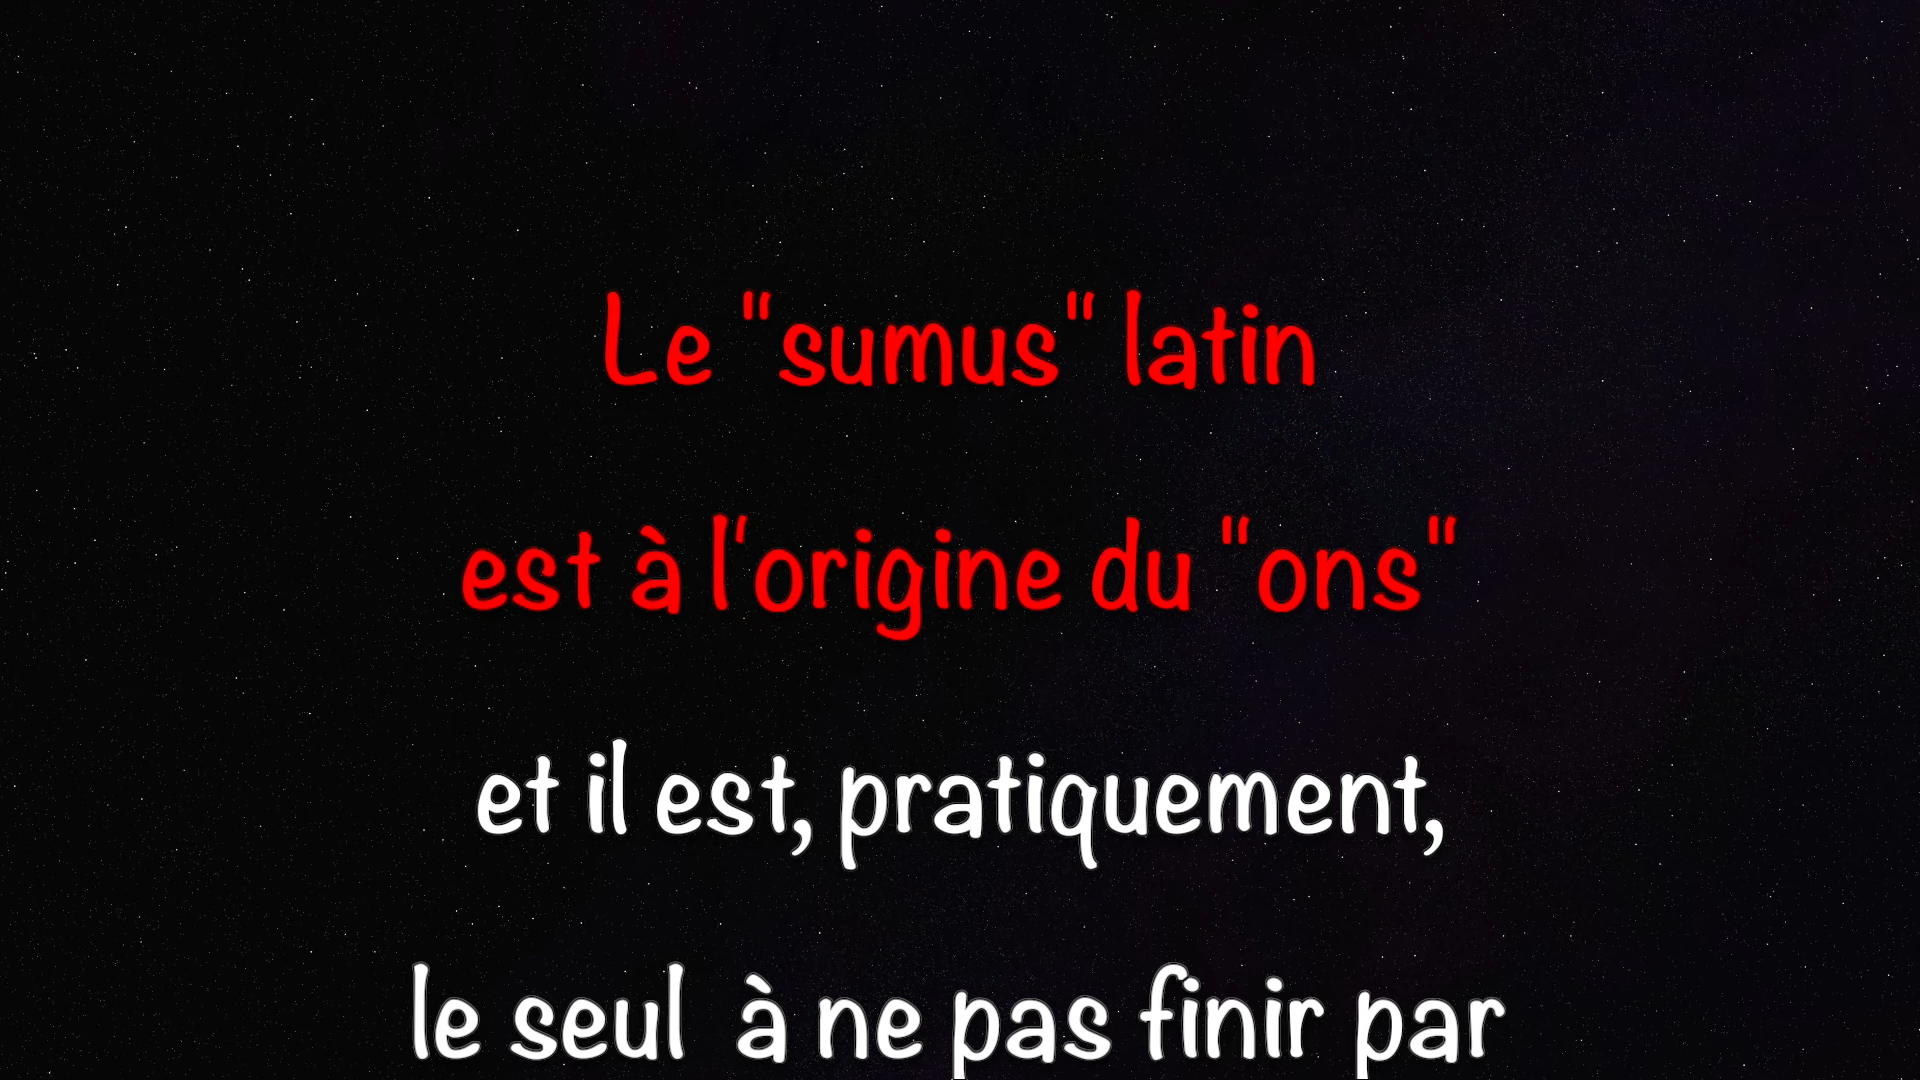 Le "sumus" latin
est à l'origine du "ons"
et il est, pratiquement,
le seul  à ne pas finir par